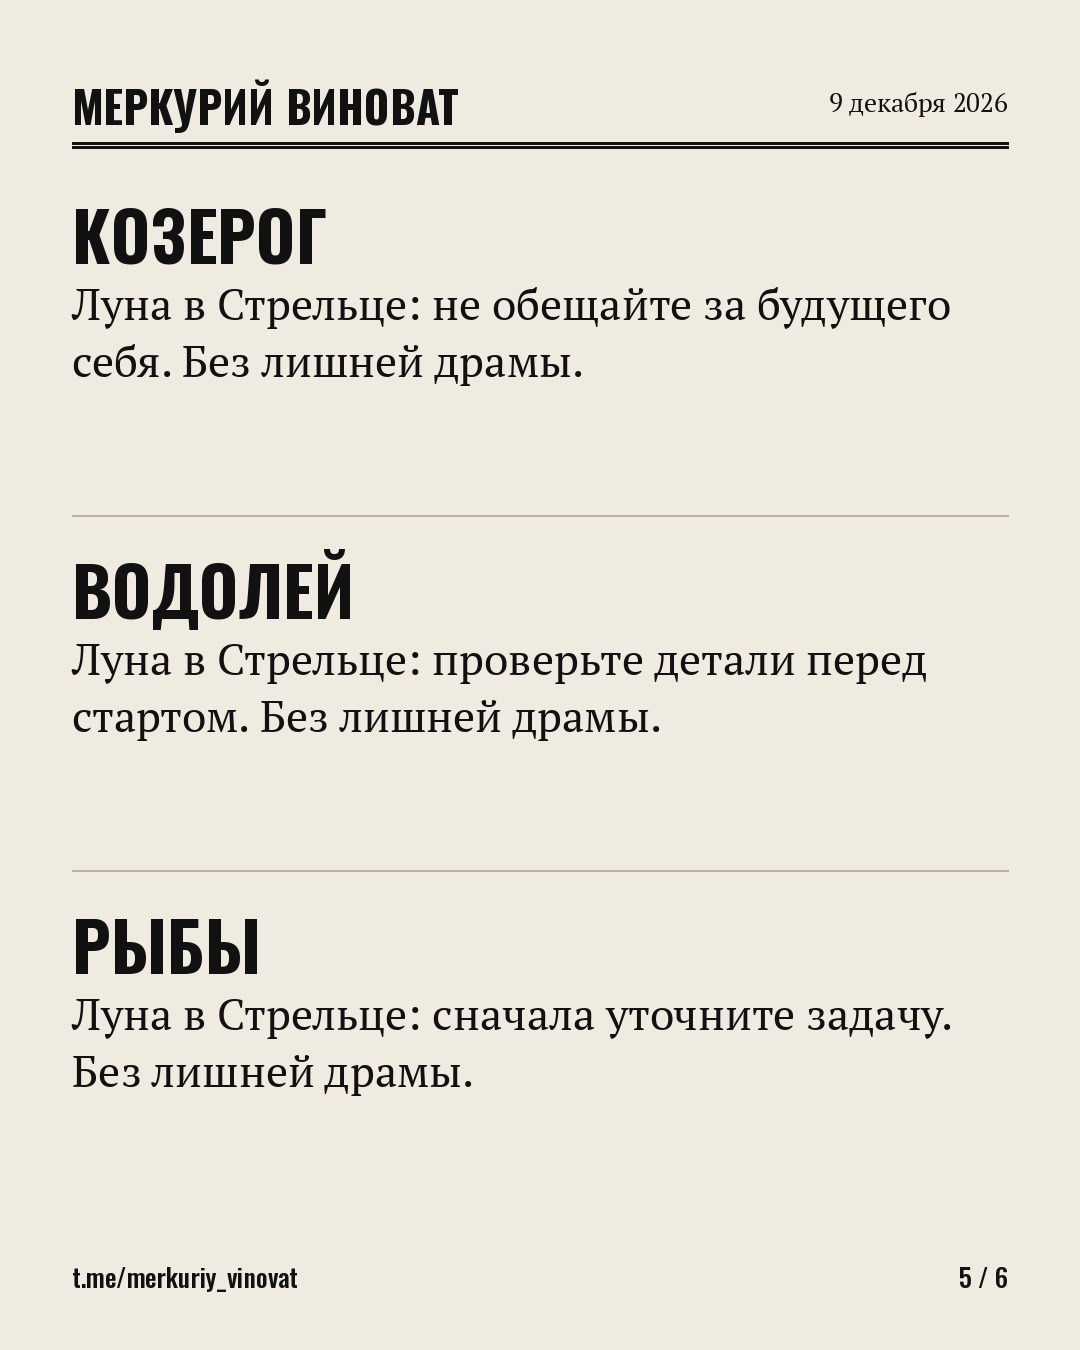 МЕРКУРИЙ ВИНОВАТ
9 декабря 2026
КОЗЕРОГ
Луна в Стрельце: не обещайте за будущего
себя. Без лишней драмы.
ВОДОЛЕЙ
Луна в Стрельце: проверьте детали перед
стартом. Без лишней драмы.
РЫБЫ
Луна в Стрельце: сначала уточните задачу.
Без лишней драмы.
t.me/merkuriy_vinovat
5 / 6